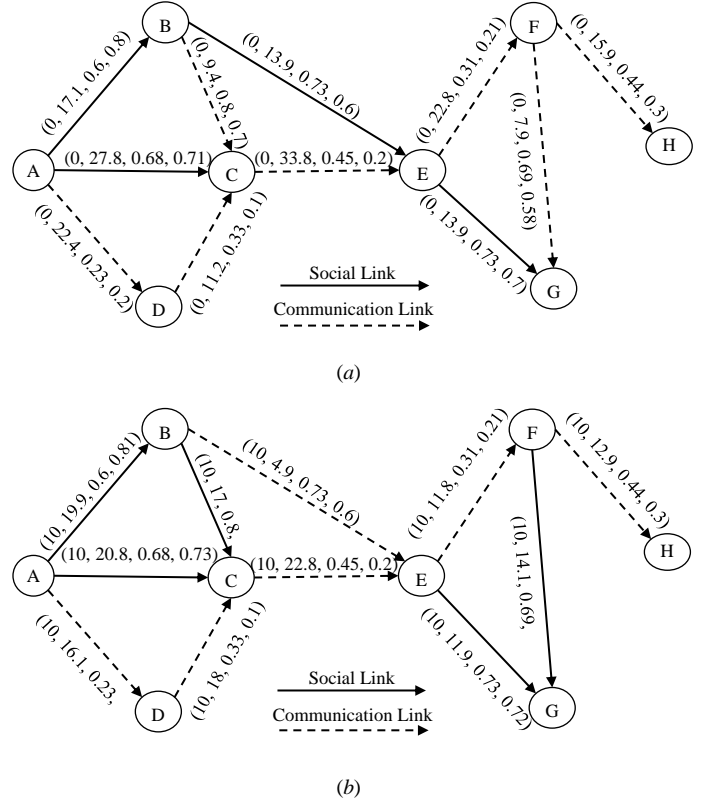 B
F
(0, 17.1, 0.6, 0.8)
(0, 9.4, 0.8, 0.7)
(0, 13.9, 0.73, 0.6)
(0, 22.8, 0.31, 0.21)
(0, 15.9, 0.44, 0.3)
H
A
(0, 27.8, 0.68, 0.71)
C
(0, 33.8, 0.45, 0.2)
E
(0, 7.9, 0.69, 0.58)
(0, 22.4, 0.23, 0.2)
(0, 11.2, 0.33, 0.1)
(0, 13.9, 0.73, 0.7)
D
G
Social Link
Communication Link
(a)
B
F
(10, 19.9, 0.6, 0.81)
(10, 17, 0.8,
(10, 4.9, 0.73, 0.6)
(10, 11.8, 0.31, 0.21)
(10, 12.9, 0.44, 0.3)
H
A
(10, 20.8, 0.68, 0.73)
C
(10, 22.8, 0.45, 0.2)
E
(10, 14.1, 0.69,
(10, 16.1, 0.23,
(10, 18, 0.33, 0.1)
(10, 11.9, 0.73, 0.72)
D
G
Social Link
Communication Link
(b)